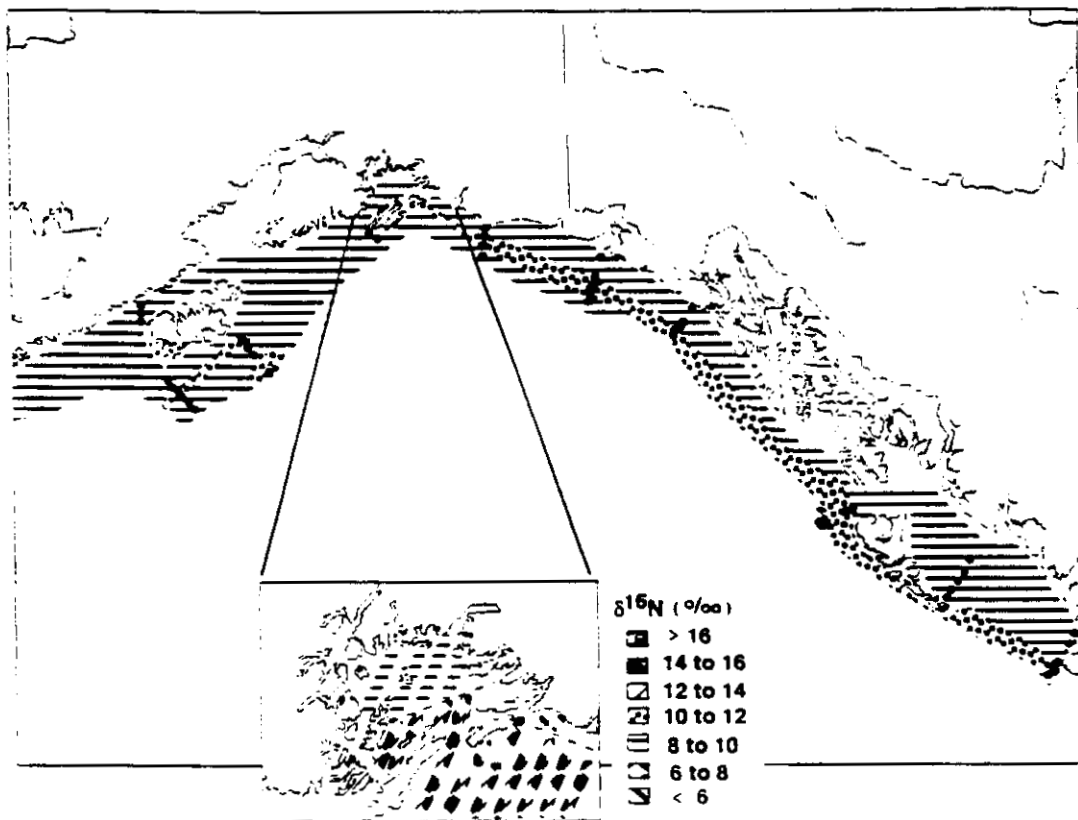 δ15N (o/oo)
> 16
14 to 16
12 to 14
10 to 12
8 to 10
6 to 8
< 6